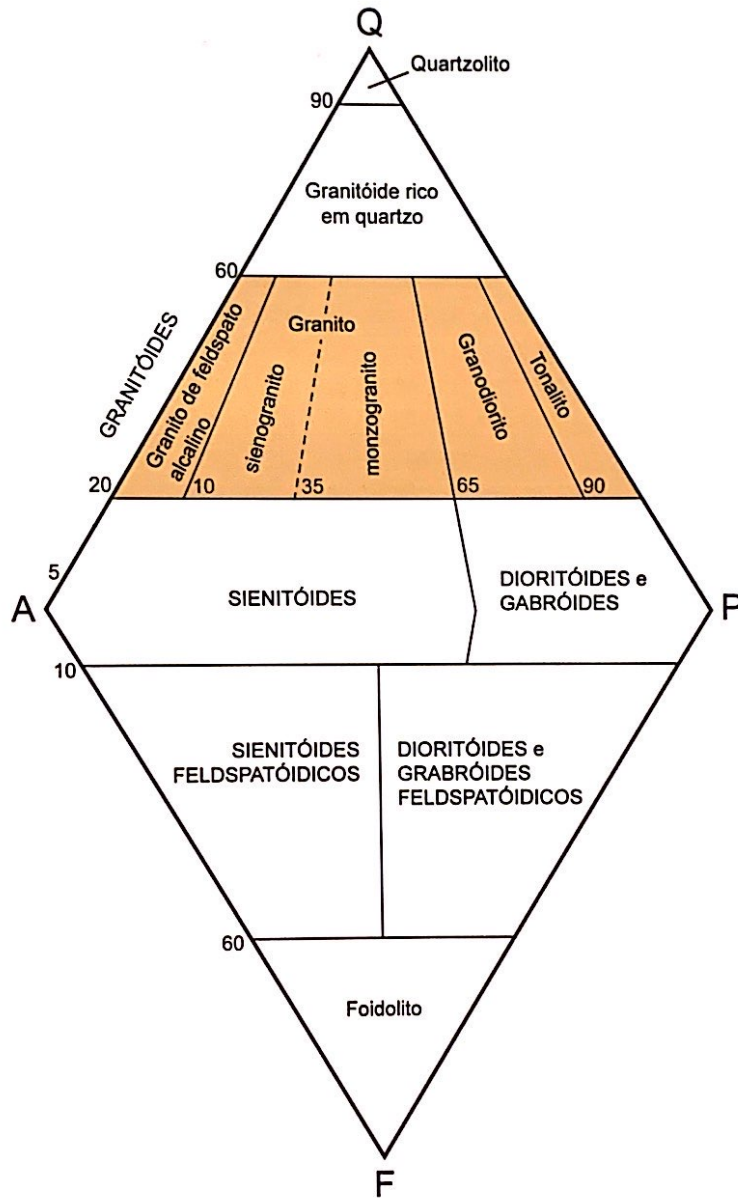 Q
Quartzolito
90
Granitóide rico
em quartzo
60
GRANITÓIDES
Granito de feldspato
alcalino
Granito
sienogranito
monzogranito
Granodiorito
Tonalito
20
10
35
65
90
5
A
SIENITÓIDES
DIORITÓIDES e
GABRÓIDES
P
10
SIENITÓIDES
FELDSPATÓIDICOS
DIORITÓIDES e
GRABRÓIDES
FELDSPATÓIDICOS
60
Foidolito
F